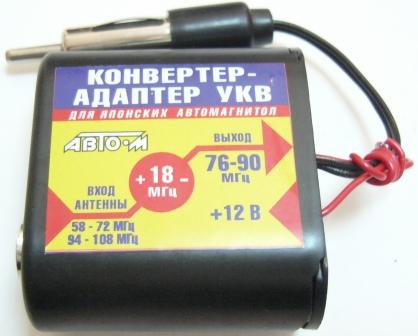 КОНВЕРТЕР-
АДАПТЕР УКВ
ДЛЯ ЯПОНСКИХ АВТОМАГНИТОЛ
АВТО-М
ВЫХОД
76-90
МГц
+ 18 -
МГц
ВХОД
АНТЕННЫ
58 - 72 МГц
94 - 108 МГц
+12 В